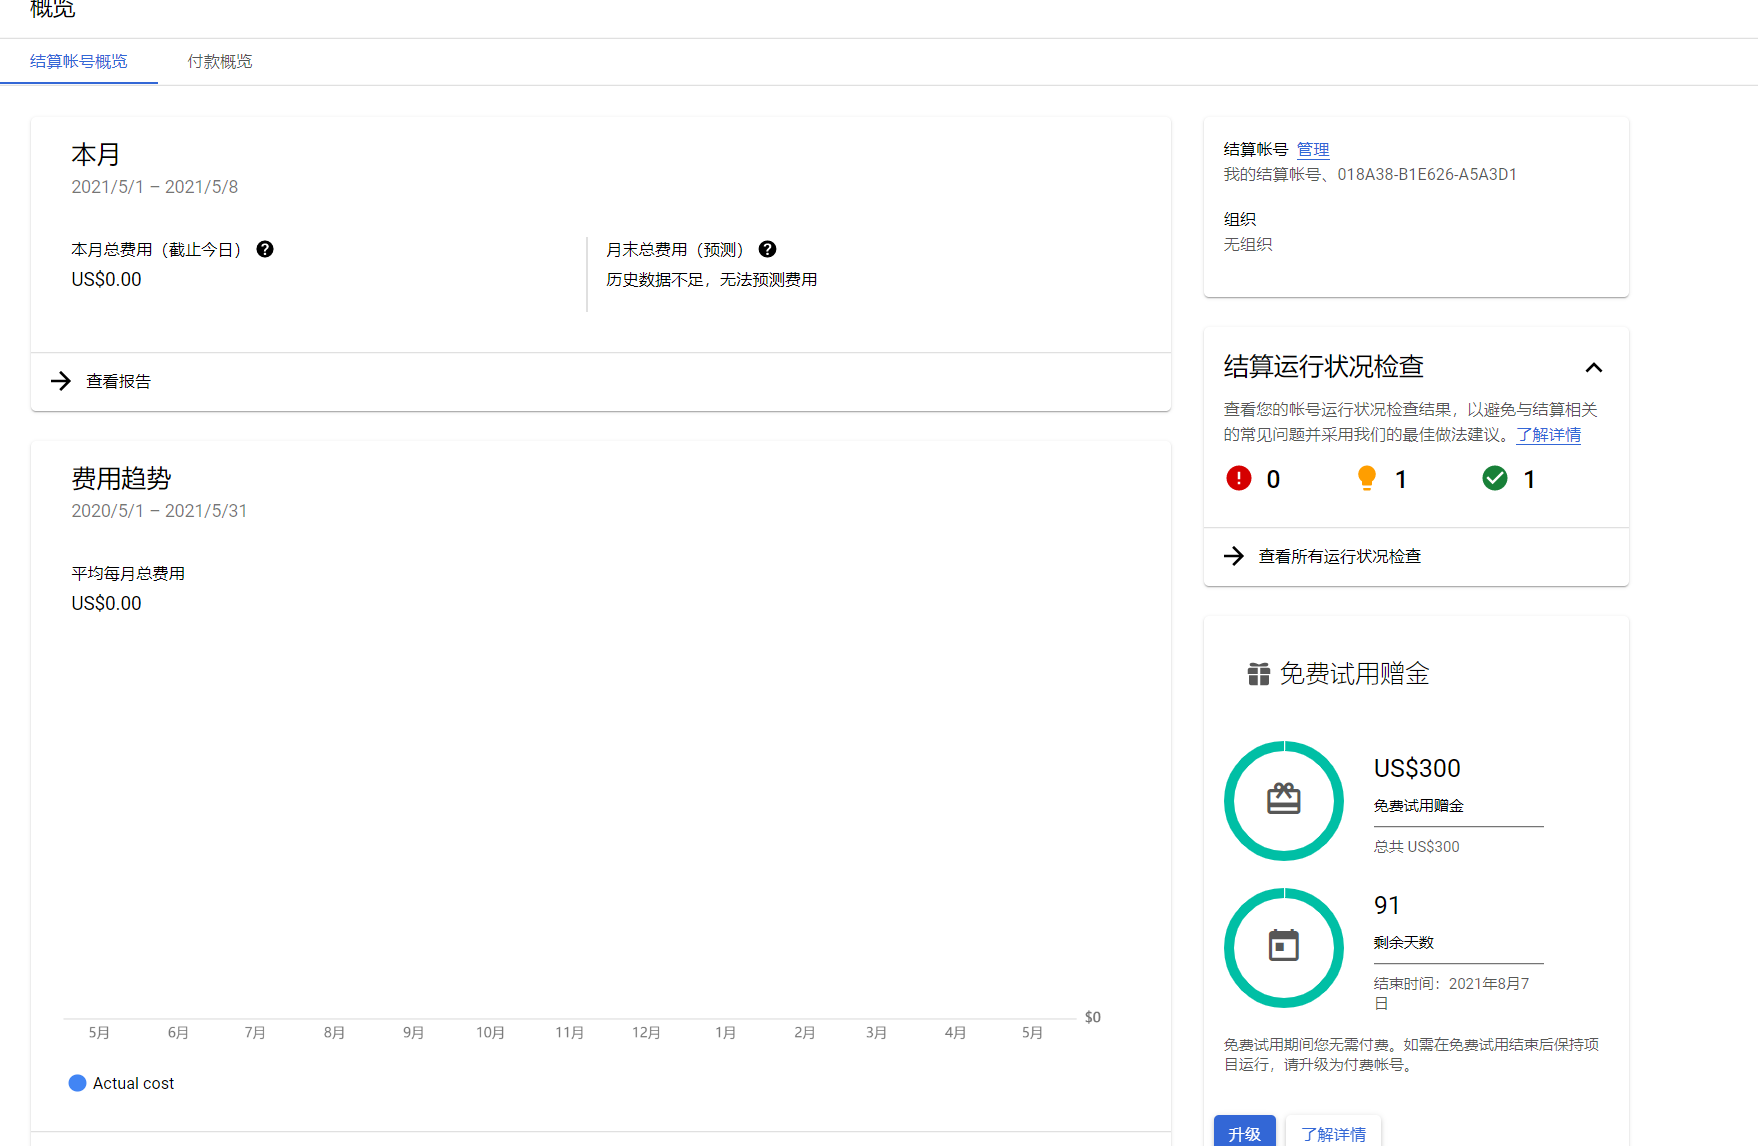 概览
结算帐号概览
付款概览
本月
2021/5/1 – 2021/5/8
本月总费用（截止今日）
US$0.00
月末总费用（预测）
历史数据不足，无法预测费用
查看报告
费用趋势
2020/5/1 – 2021/5/31
平均每月总费用
US$0.00
$0
5月 6月 7月 8月 9月 10月 11月 12月 1月 2月 3月 4月 5月
Actual cost
结算帐号 管理
我的结算帐号、018A38-B1E626-A5A3D1
组织
无组织
结算运行状况检查
查看您的帐号运行状况检查结果，以避免与结算相关
的常见问题并采用我们的最佳做法建议。了解详情
0 1 1
查看所有运行状况检查
免费试用赠金
US$300
免费试用赠金
总共 US$300
91
剩余天数
结束时间：2021年8月7
日
免费试用期间您无需付费。如需在免费试用结束后保持项
目运行，请升级为付费帐号。
升级
了解详情